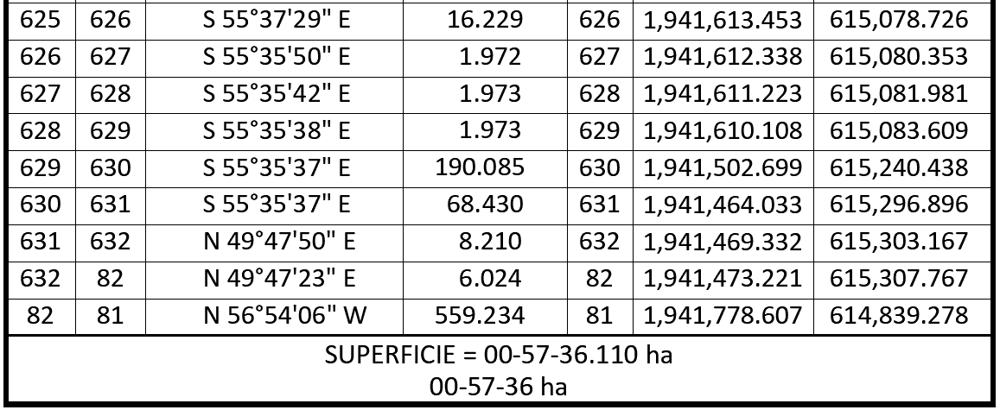 625 626 S 55°37'29" E 16.229 626 1,941,613.453 615,078.726
626 627 S 55°35'50" E 1.972 627 1,941,612.338 615,080.353
627 628 S 55°35'42" E 1.973 628 1,941,611.223 615,081.981
628 629 S 55°35'38" E 1.973 629 1,941,610.108 615,083.609
629 630 S 55°35'37" E 190.085 630 1,941,502.699 615,240.438
630 631 S 55°35'37" E 68.430 631 1,941,464.033 615,296.896
631 632 N 49°47'50" E 8.210 632 1,941,469.332 615,303.167
632 82 N 49°47'23" E 6.024 82 1,941,473.221 615,307.767
82 81 N 56°54'06" W 559.234 81 1,941,778.607 614,839.278
SUPERFICIE = 00-57-36.110 ha
00-57-36 ha